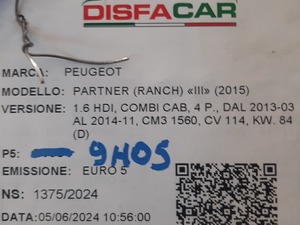 DISFACAR
MARCA: PEUGEOT
MODELLO: PARTNER (RANCH) «III» (2015)
VERSIONE: 1.6 HDI, COMBI CAB, 4 P., DAL 2013-03
AL 2014-11, CM3 1560, CV 114, KW. 84
(D)
P5: 9H05
EMISSIONE: EURO 5
NS: 1375/2024
DATA:05/06/2024 10:56:00